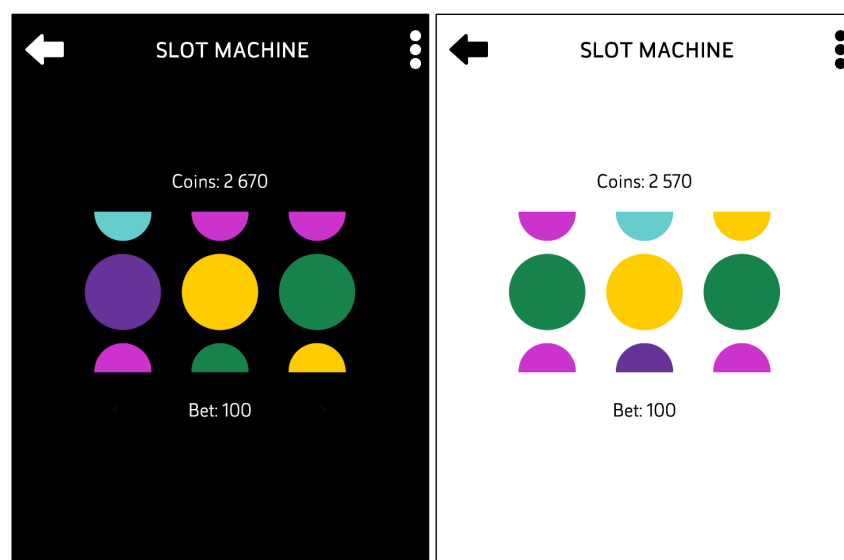 SLOT MACHINE
Coins: 2 670
Bet: 100
SLOT MACHINE
Coins: 2 570
Bet: 100